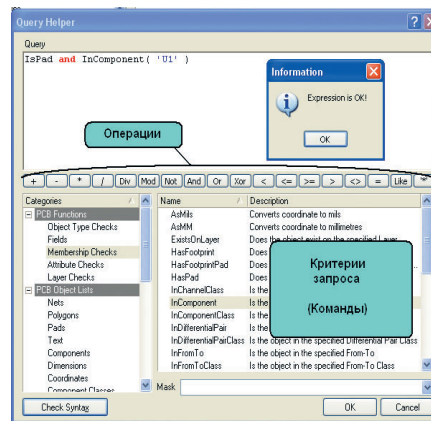 Query Helper
Query
IsPad and InComponent( 'U1' )
Information
Expression is OK!
OK
Операции
+ - * / Div Mod Not And Or Xor < <= >= > <> = Like '*'
Categories
PCB Functions
Object Type Checks
Fields
Membership Checks
Attribute Checks
Layer Checks
PCB Object Lists
Nets
Polygons
Pads
Text
Components
Dimensions
Coordinates
Component Classes
Name Description
AsMils Converts coordinate to mils
AsMM Converts coordinate to millimetres
ExistsOnLayer Does the object exist on the specified Layer
HasFootprint Does
HasFootprintPad Does ...
HasPad Does
InChannelClass Is the
InComponent Is the
InComponentClass Is the
InDifferentialPair Is the
InDifferentialPairClass Is the object in the specified Differential Pair Class
InFromTo Is the object in the specified From-To
InFromToClass Is the object in the specified From-To Class
Критерии
запроса
(Команды)
Mask
Check Syntax OK Cancel